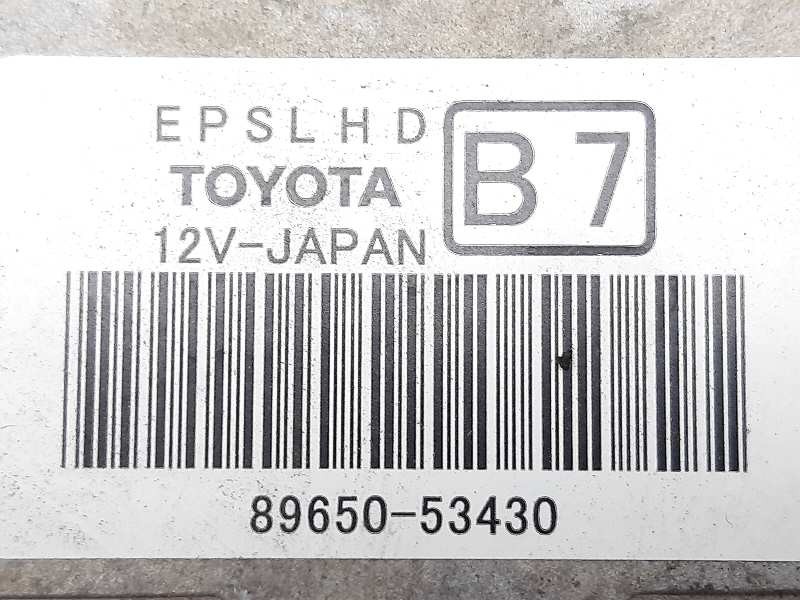 EPSLHD
TOYOTA
12V-JAPAN
B7
89650-53430